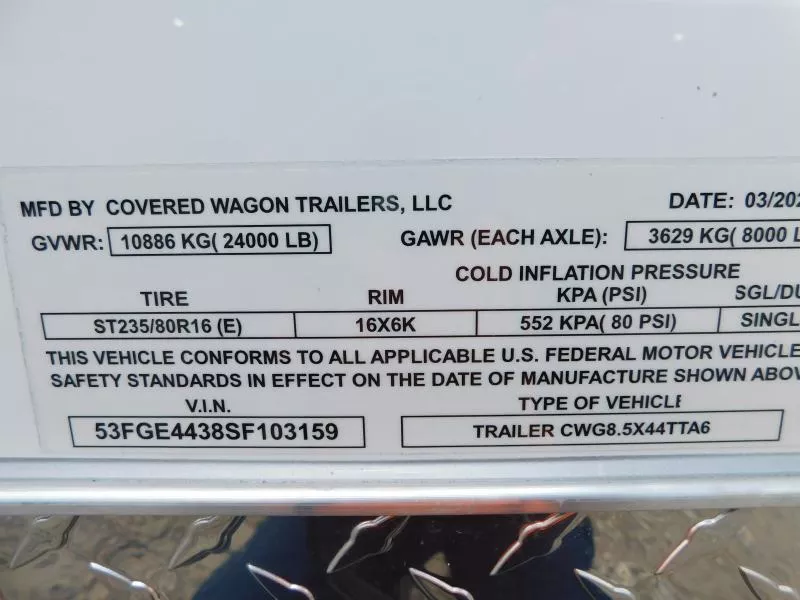 MFD BY COVERED WAGON TRAILERS, LLC DATE: 03/202
GVWR: 10886 KG( 24000 LB) GAWR (EACH AXLE): 3629 KG( 8000 L
COLD INFLATION PRESSURE
TIRE RIM KPA (PSI) SGL/DU
ST235/80R16 (E) 16X6K 552 KPA( 80 PSI) SINGL
THIS VEHICLE CONFORMS TO ALL APPLICABLE U.S. FEDERAL MOTOR VEHICLE
SAFETY STANDARDS IN EFFECT ON THE DATE OF MANUFACTURE SHOWN ABOV
V.I.N. TYPE OF VEHICLE
53FGE4438SF103159 TRAILER CWG8.5X44TTA6